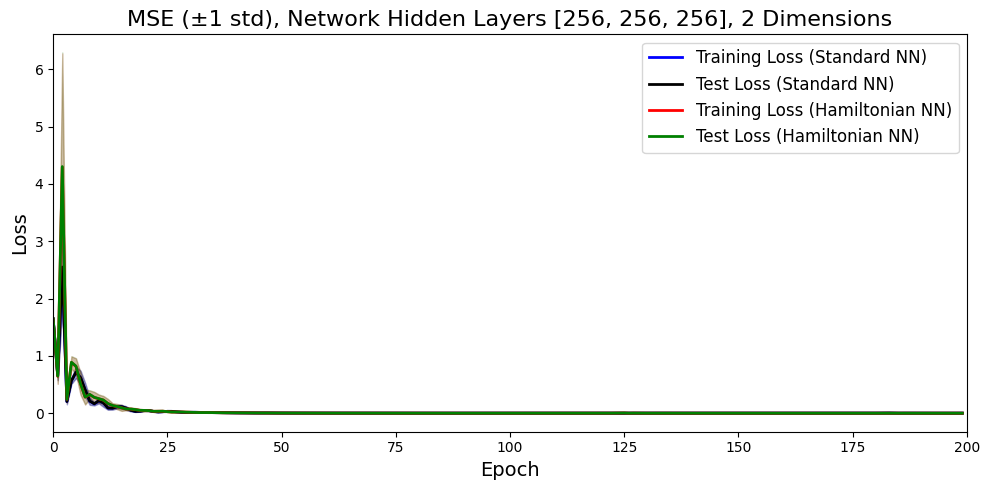 MSE (±1 std), Network Hidden Layers [256, 256, 256], 2 Dimensions
Training Loss (Standard NN)
Test Loss (Standard NN)
Training Loss (Hamiltonian NN)
Test Loss (Hamiltonian NN)
Loss
6
5
4
3
2
1
0
0 25 50 75 100 125 150 175 200
Epoch